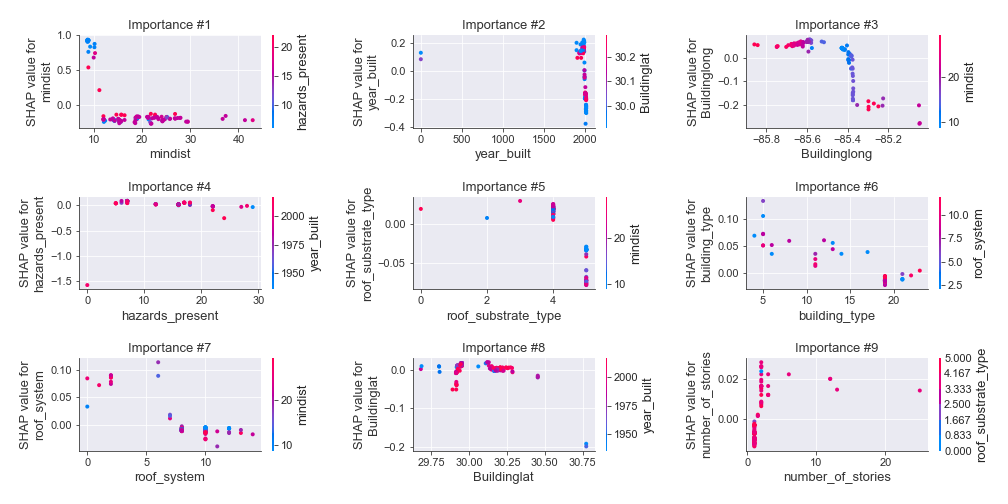 Importance #1
SHAP value for
mindist
1.0
0.5
0.0
10
20
30
40
mindist
20
15
10
hazards_present
Importance #2
SHAP value for
year_built
0.2
0.0
−0.2
−0.4
0
500
1000
1500
2000
year_built
30.2
30.1
30.0
Buildinglat
Importance #3
SHAP value for
Buildinglong
0.0
−0.1
−0.2
−85.8
−85.6
−85.4
−85.2
Buildinglong
20
10
mindist
Importance #4
SHAP value for
hazards_present
0.0
−0.5
−1.0
−1.5
0
10
20
30
hazards_present
2000
1975
1950
year_built
Importance #5
SHAP value for
roof_substrate_type
0.00
−0.05
0
2
4
roof_substrate_type
20
10
mindist
Importance #6
SHAP value for
building_type
0.10
0.05
0.00
5
10
15
20
building_type
10.0
7.5
5.0
2.5
roof_system
Importance #7
SHAP value for
roof_system
0.10
0.05
0.00
0
5
10
roof_system
20
10
mindist
Importance #8
SHAP value for
Buildinglat
0.0
−0.1
−0.2
29.75
30.00
30.25
30.50
30.75
Buildinglat
2000
1975
1950
year_built
Importance #9
SHAP value for
number_of_stories
0.02
0.00
0
10
20
number_of_stories
5.000
4.167
3.333
2.500
1.667
0.833
0.000
roof_substrate_type